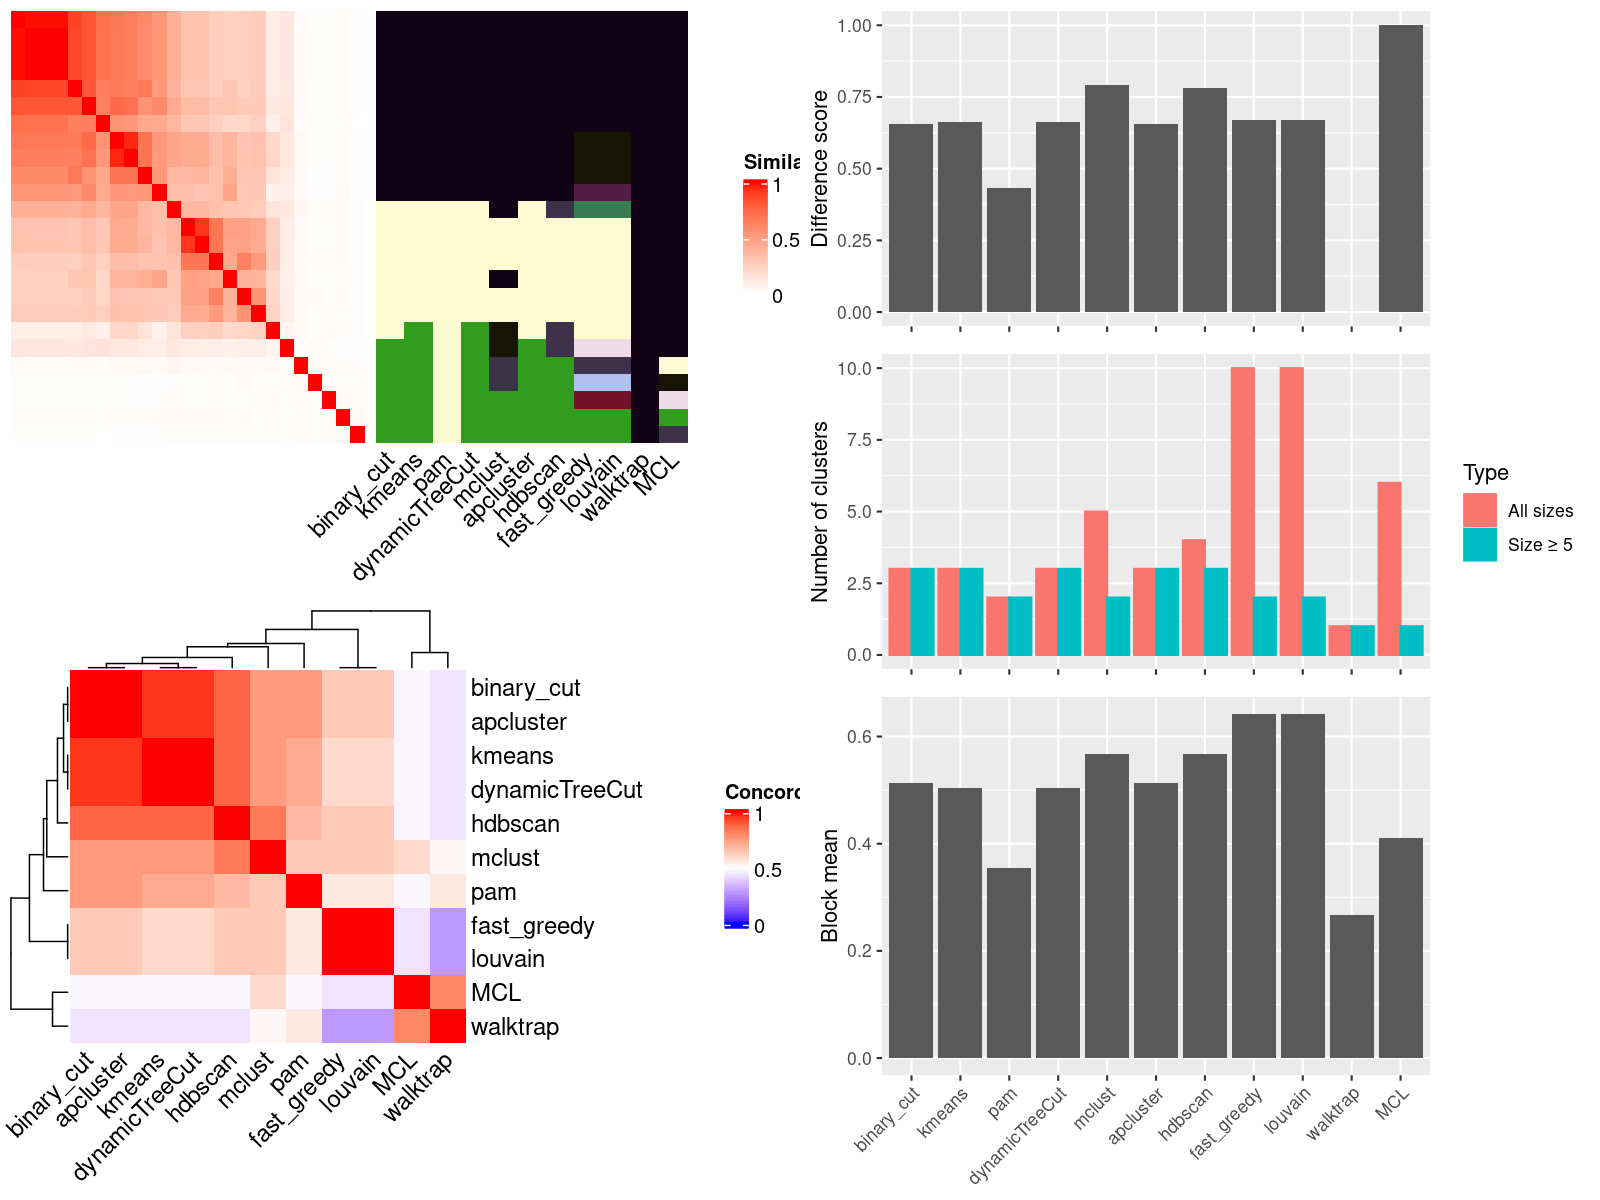 Simila
1
0.5
0
binary_cut
kmeans
pam
dynamicTreeCut
mclust
apcluster
hdbscan
fast_greedy
louvain
walktrap
MCL
binary_cut
apcluster
kmeans
dynamicTreeCut
hdbscan
mclust
pam
fast_greedy
louvain
MCL
walktrap
Concord
1
0.5
0
binary_cut
apcluster
kmeans
dynamicTreeCut
hdbscan
mclust
pam
fast_greedy
louvain
MCL
walktrap
Difference score
1.00
0.75
0.50
0.25
0.00
Number of clusters
10.0
7.5
5.0
2.5
0.0
Type
All sizes
Size ≥ 5
Block mean
0.6
0.4
0.2
0.0
binary_cut
kmeans
pam
dynamicTreeCut
mclust
apcluster
hdbscan
fast_greedy
louvain
walktrap
MCL